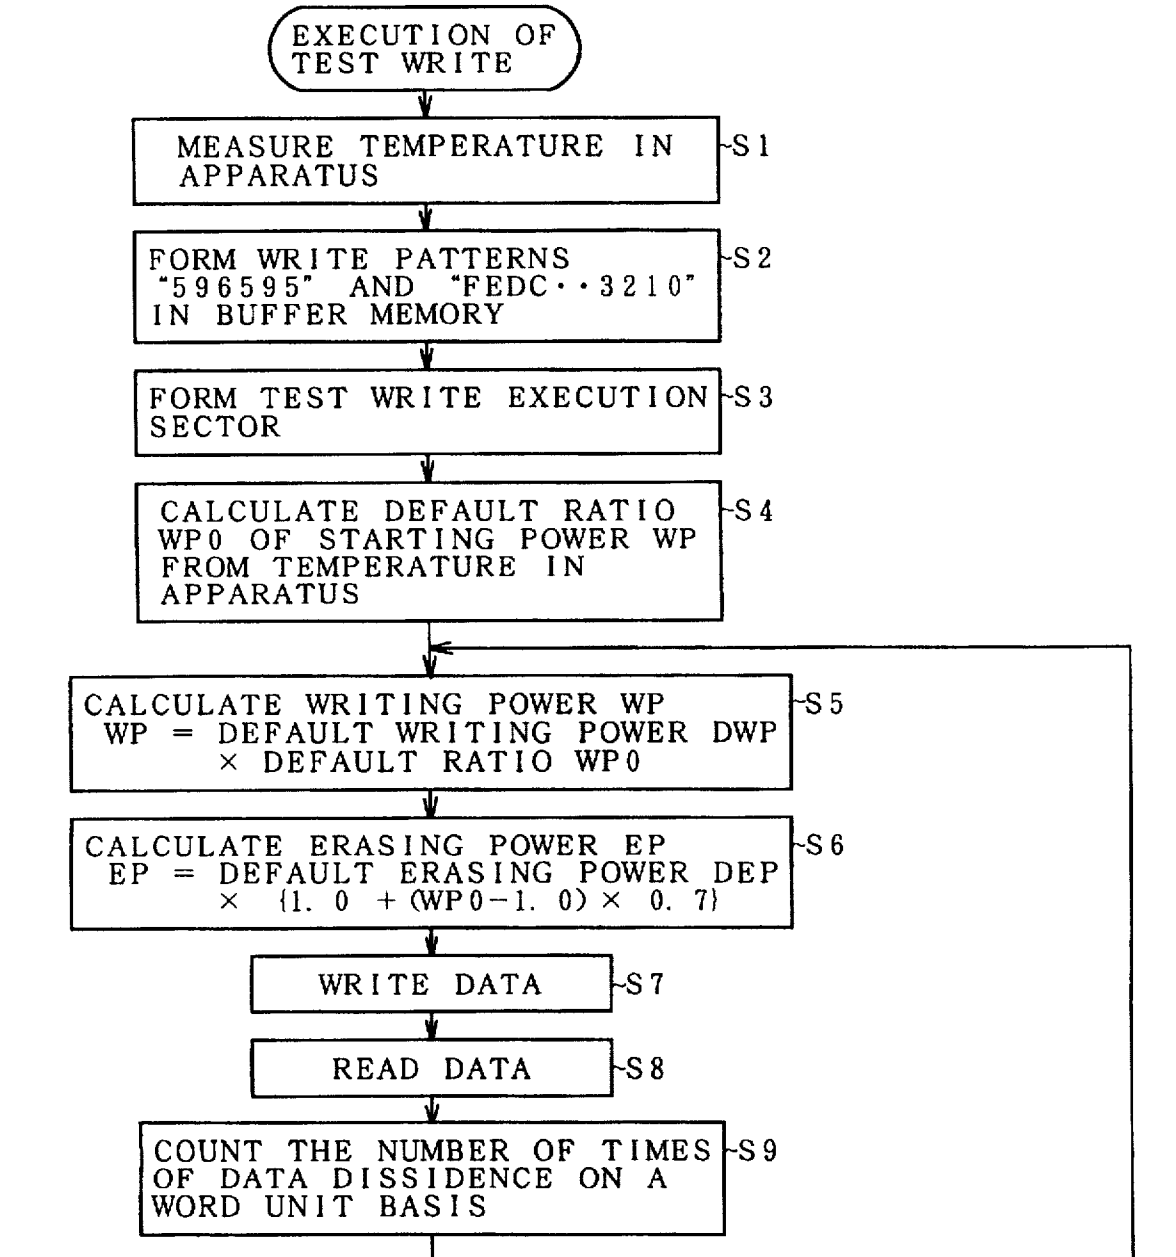 EXECUTION OF
TEST WRITE
MEASURE TEMPERATURE IN
APPARATUS
~S1
FORM WRITE PATTERNS
"596595" AND "FEDC··3210"
IN BUFFER MEMORY
~S2
FORM TEST WRITE EXECUTION
SECTOR
~S3
CALCULATE DEFAULT RATIO
WP0 OF STARTING POWER WP
FROM TEMPERATURE IN
APPARATUS
~S4
CALCULATE WRITING POWER WP
WP = DEFAULT WRITING POWER DWP
× DEFAULT RATIO WP0
~S5
CALCULATE ERASING POWER EP
EP = DEFAULT ERASING POWER DEP
× {1.0 + (WP0-1.0) × 0.7}
~S6
WRITE DATA
~S7
READ DATA
~S8
COUNT THE NUMBER OF TIMES
OF DATA DISSIDENCE ON A
WORD UNIT BASIS
~S9